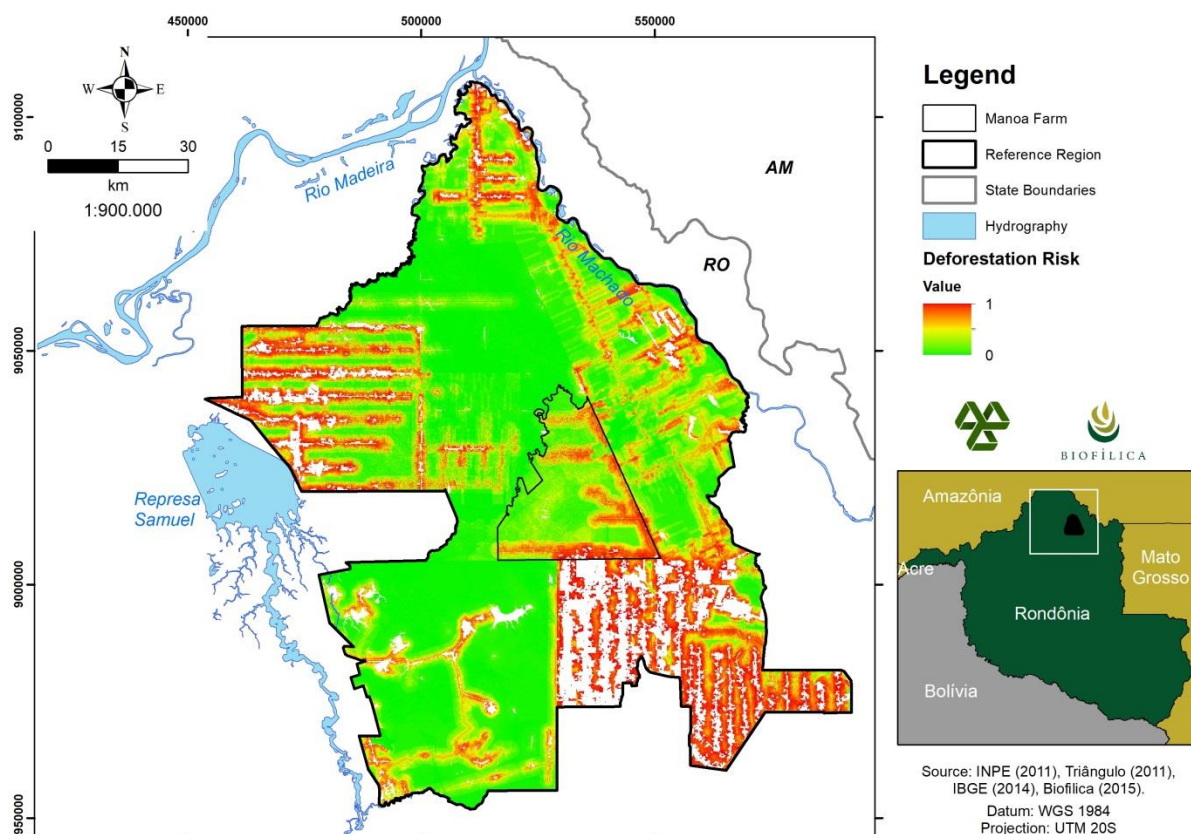 450000
500000
550000
N
W
E
S
0
15
30
km
1:900.000
9100000
9050000
9000000
950000
Rio Madeira
Rio Machado
Represa
Samuel
AM
RO
Legend
Manoa Farm
Reference Region
State Boundaries
Hydrography
Deforestation Risk
Value
1
0
BIOFÍLICA
Amazônia
Acre
Mato
Grosso
Rondônia
Bolívia
Source: INPE (2011), Triângulo (2011),
IBGE (2014), Biofílica (2015).
Datum: WGS 1984
Projection: UTM 20S